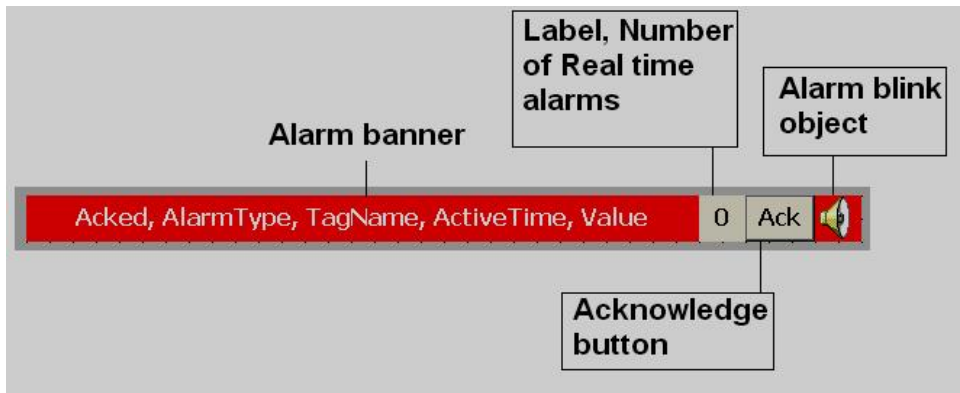 Label, Number
of Real time
alarms
Alarm blink
object
Alarm banner
Acked, AlarmType, TagName, ActiveTime, Value
0
Ack
Acknowledge
button